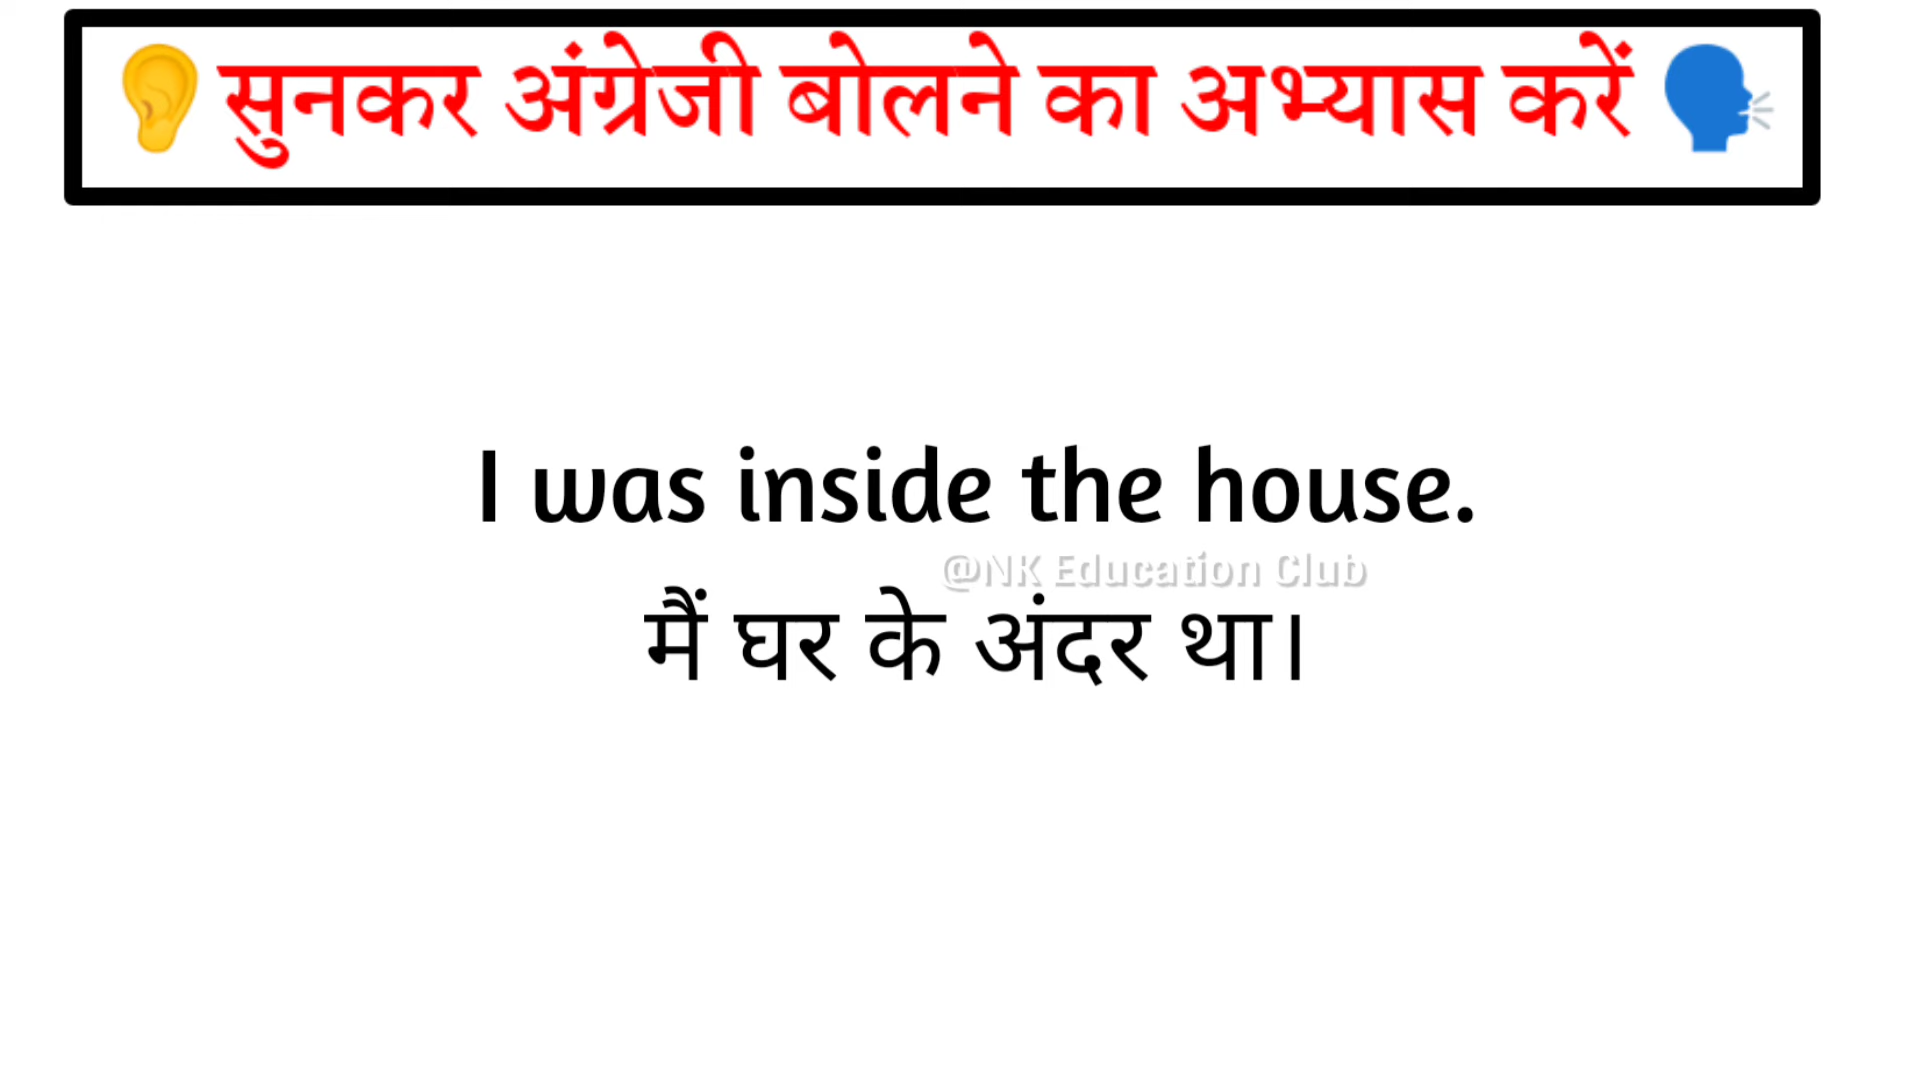 सुनकर अंग्रेजी बोलने का अभ्यास करें
I was inside the house.
@NK Education Club
मैं घर के अंदर था।